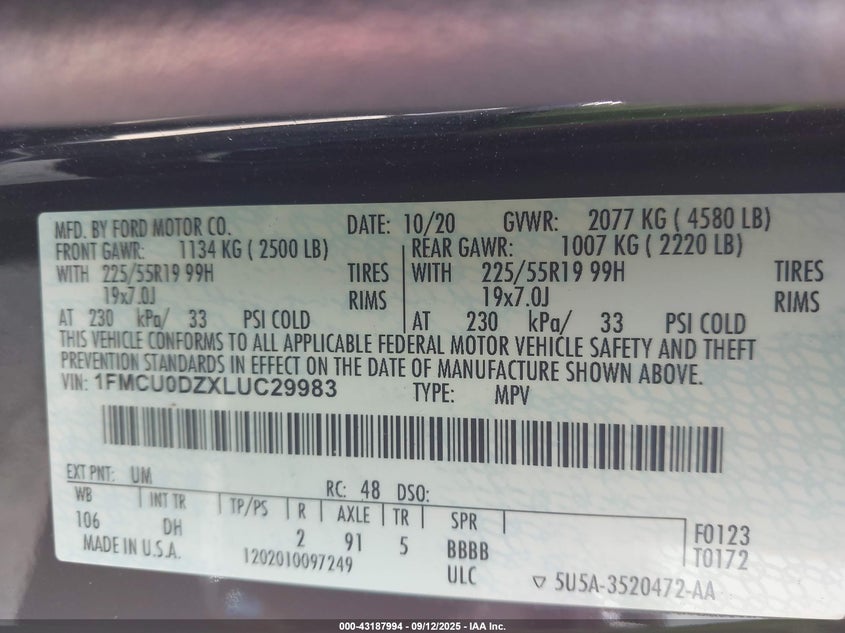 MFD. BY FORD MOTOR CO. DATE: 10/20 GVWR: 2077 KG ( 4580 LB)
FRONT GAWR: 1134 KG ( 2500 LB) REAR GAWR: 1007 KG ( 2220 LB)
WITH 225/55R19 99H TIRES WITH 225/55R19 99H TIRES
19x7.0J RIMS 19x7.0J RIMS
AT 230 kPa/ 33 PSI COLD AT 230 kPa/ 33 PSI COLD
THIS VEHICLE CONFORMS TO ALL APPLICABLE FEDERAL MOTOR VEHICLE SAFETY AND THEFT
PREVENTION STANDARDS IN EFFECT ON THE DATE OF MANUFACTURE SHOWN ABOVE.
VIN: 1FMCU0DZXLUC29983 TYPE: MPV
EXT PNT: UM RC: 48 DSO:
WB INT TR TP/PS R AXLE TR SPR
106 DH 2 91 5 BBBB F0123
MADE IN U.S.A. 1202010097249 ULC T0172
5U5A-3520472-AA
000-43187994 - 09/12/2025 - IAA Inc.